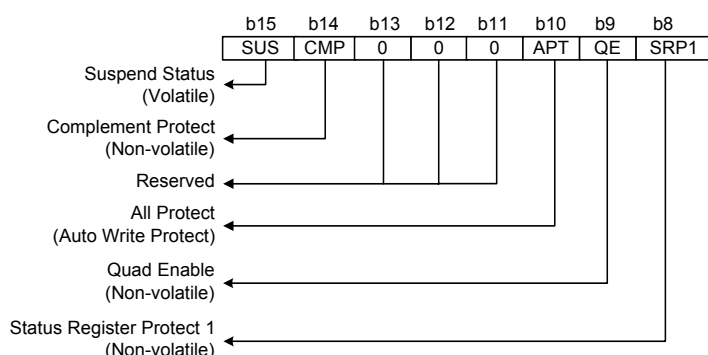 b15 b14 b13 b12 b11 b10 b9 b8
SUS CMP 0 0 0 APT QE SRP1
Suspend Status
(Volatile)
Complement Protect
(Non-volatile)
Reserved
All Protect
(Auto Write Protect)
Quad Enable
(Non-volatile)
Status Register Protect 1
(Non-volatile)